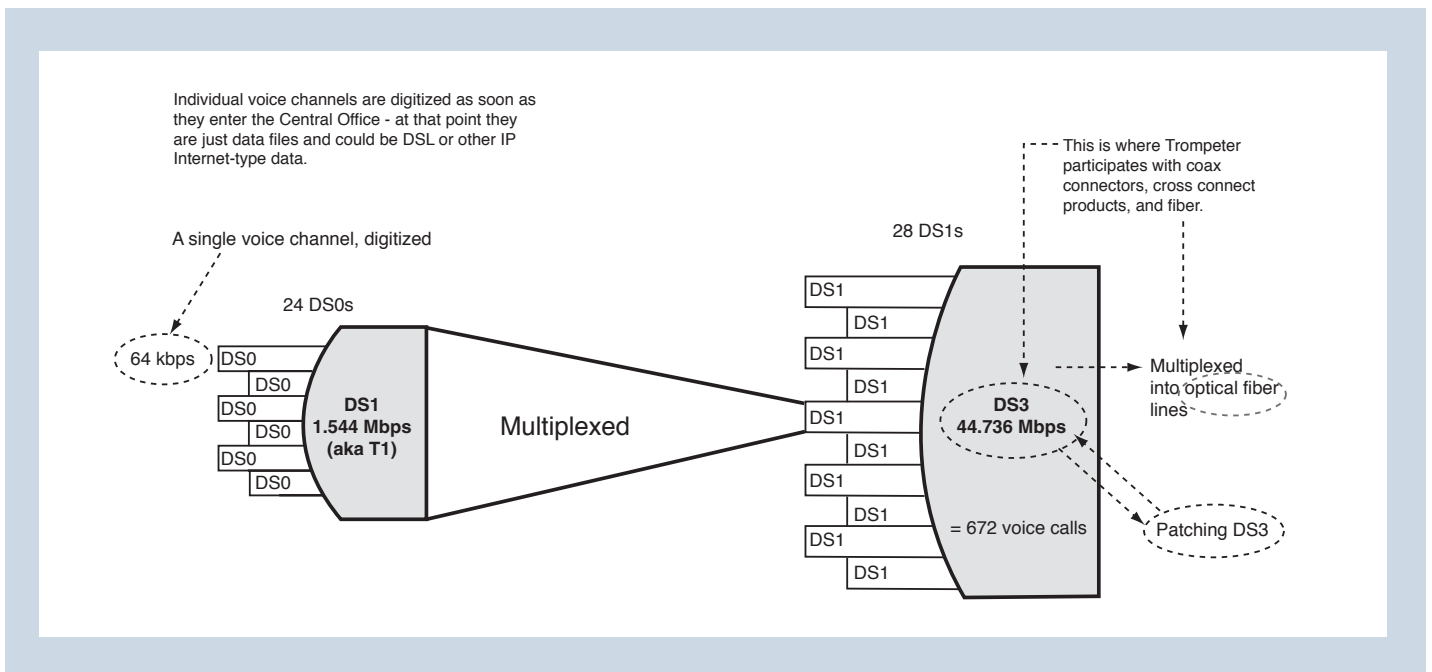 Individual voice channels are digitized as soon as
they enter the Central Office - at that point they
are just data files and could be DSL or other IP
Internet-type data.
This is where Trompeter
participates with coax
connectors, cross connect
products, and fiber.
A single voice channel, digitized
28 DS1s
24 DS0s
64 kbps
DS0
DS0
DS0
DS0
DS0
DS0
DS1
1.544 Mbps
(aka T1)
Multiplexed
DS1
DS1
DS1
DS1
DS1
DS1
DS1
DS1
DS1
DS1
DS3
44.736 Mbps
= 672 voice calls
Multiplexed
into optical fiber
lines
Patching DS3